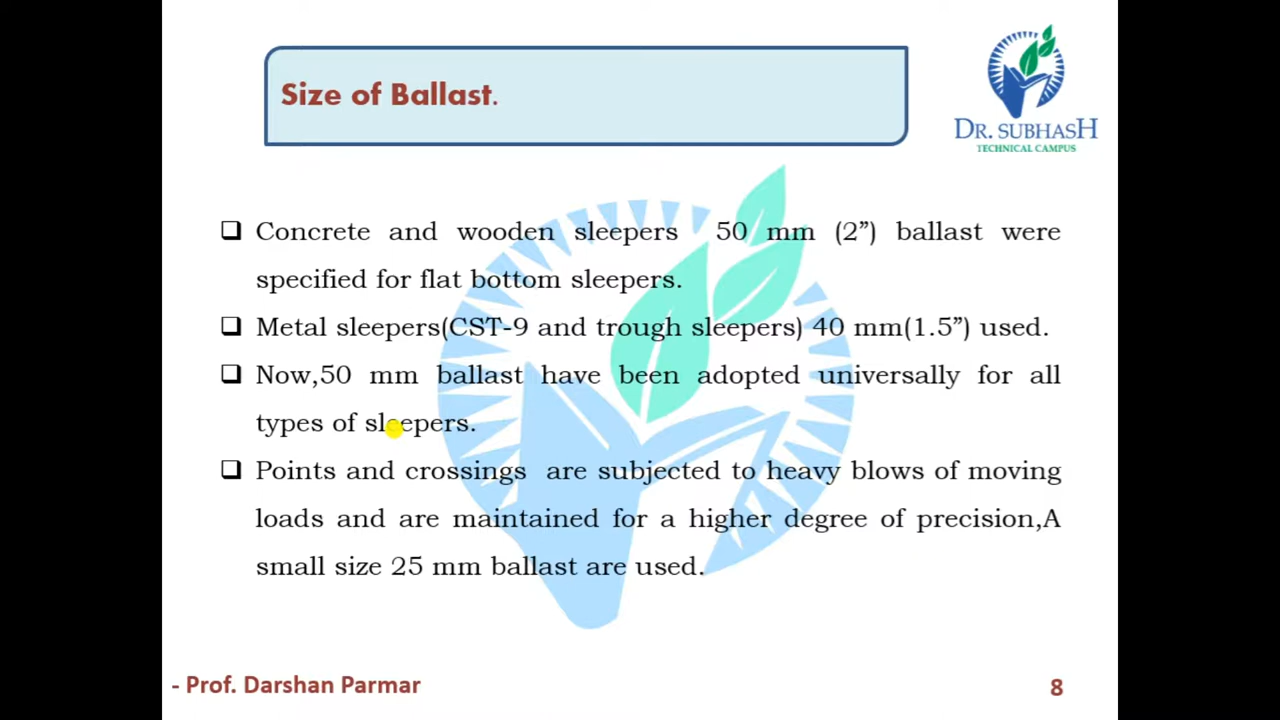 Size of Ballast.
DR. SUBHASH
TECHNICAL CAMPUS
❑ Concrete and wooden sleepers 50 mm (2”) ballast were
specified for flat bottom sleepers.
❑ Metal sleepers(CST-9 and trough sleepers) 40 mm(1.5”) used.
❑ Now,50 mm ballast have been adopted universally for all
types of sleepers.
❑ Points and crossings are subjected to heavy blows of moving
loads and are maintained for a higher degree of precision,A
small size 25 mm ballast are used.
- Prof. Darshan Parmar
8